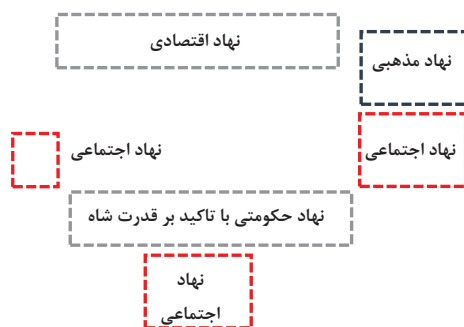 نهاد اقتصادی
نهاد مذهبی
نهاد اجتماعی
نهاد اجتماعی
نهاد حکومتی با تاکید بر قدرت شاه
نهاد
اجتماعی